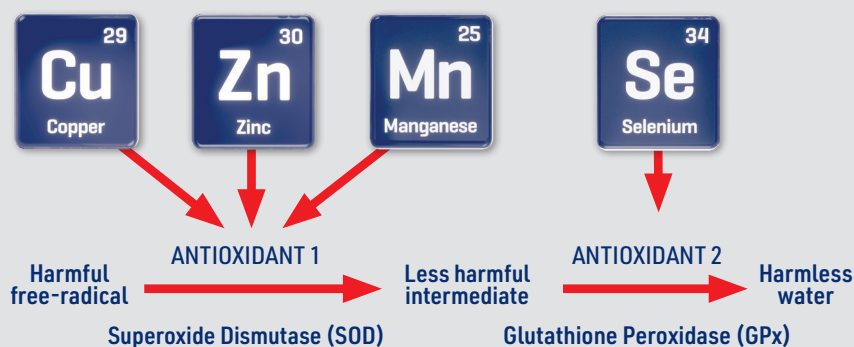 29
Cu
Copper
30
Zn
Zinc
25
Mn
Manganese
34
Se
Selenium
ANTIOXIDANT 1
ANTIOXIDANT 2
Harmful
free-radical
Less harmful
intermediate
Harmless
water
Superoxide Dismutase (SOD)
Glutathione Peroxidase (GPx)